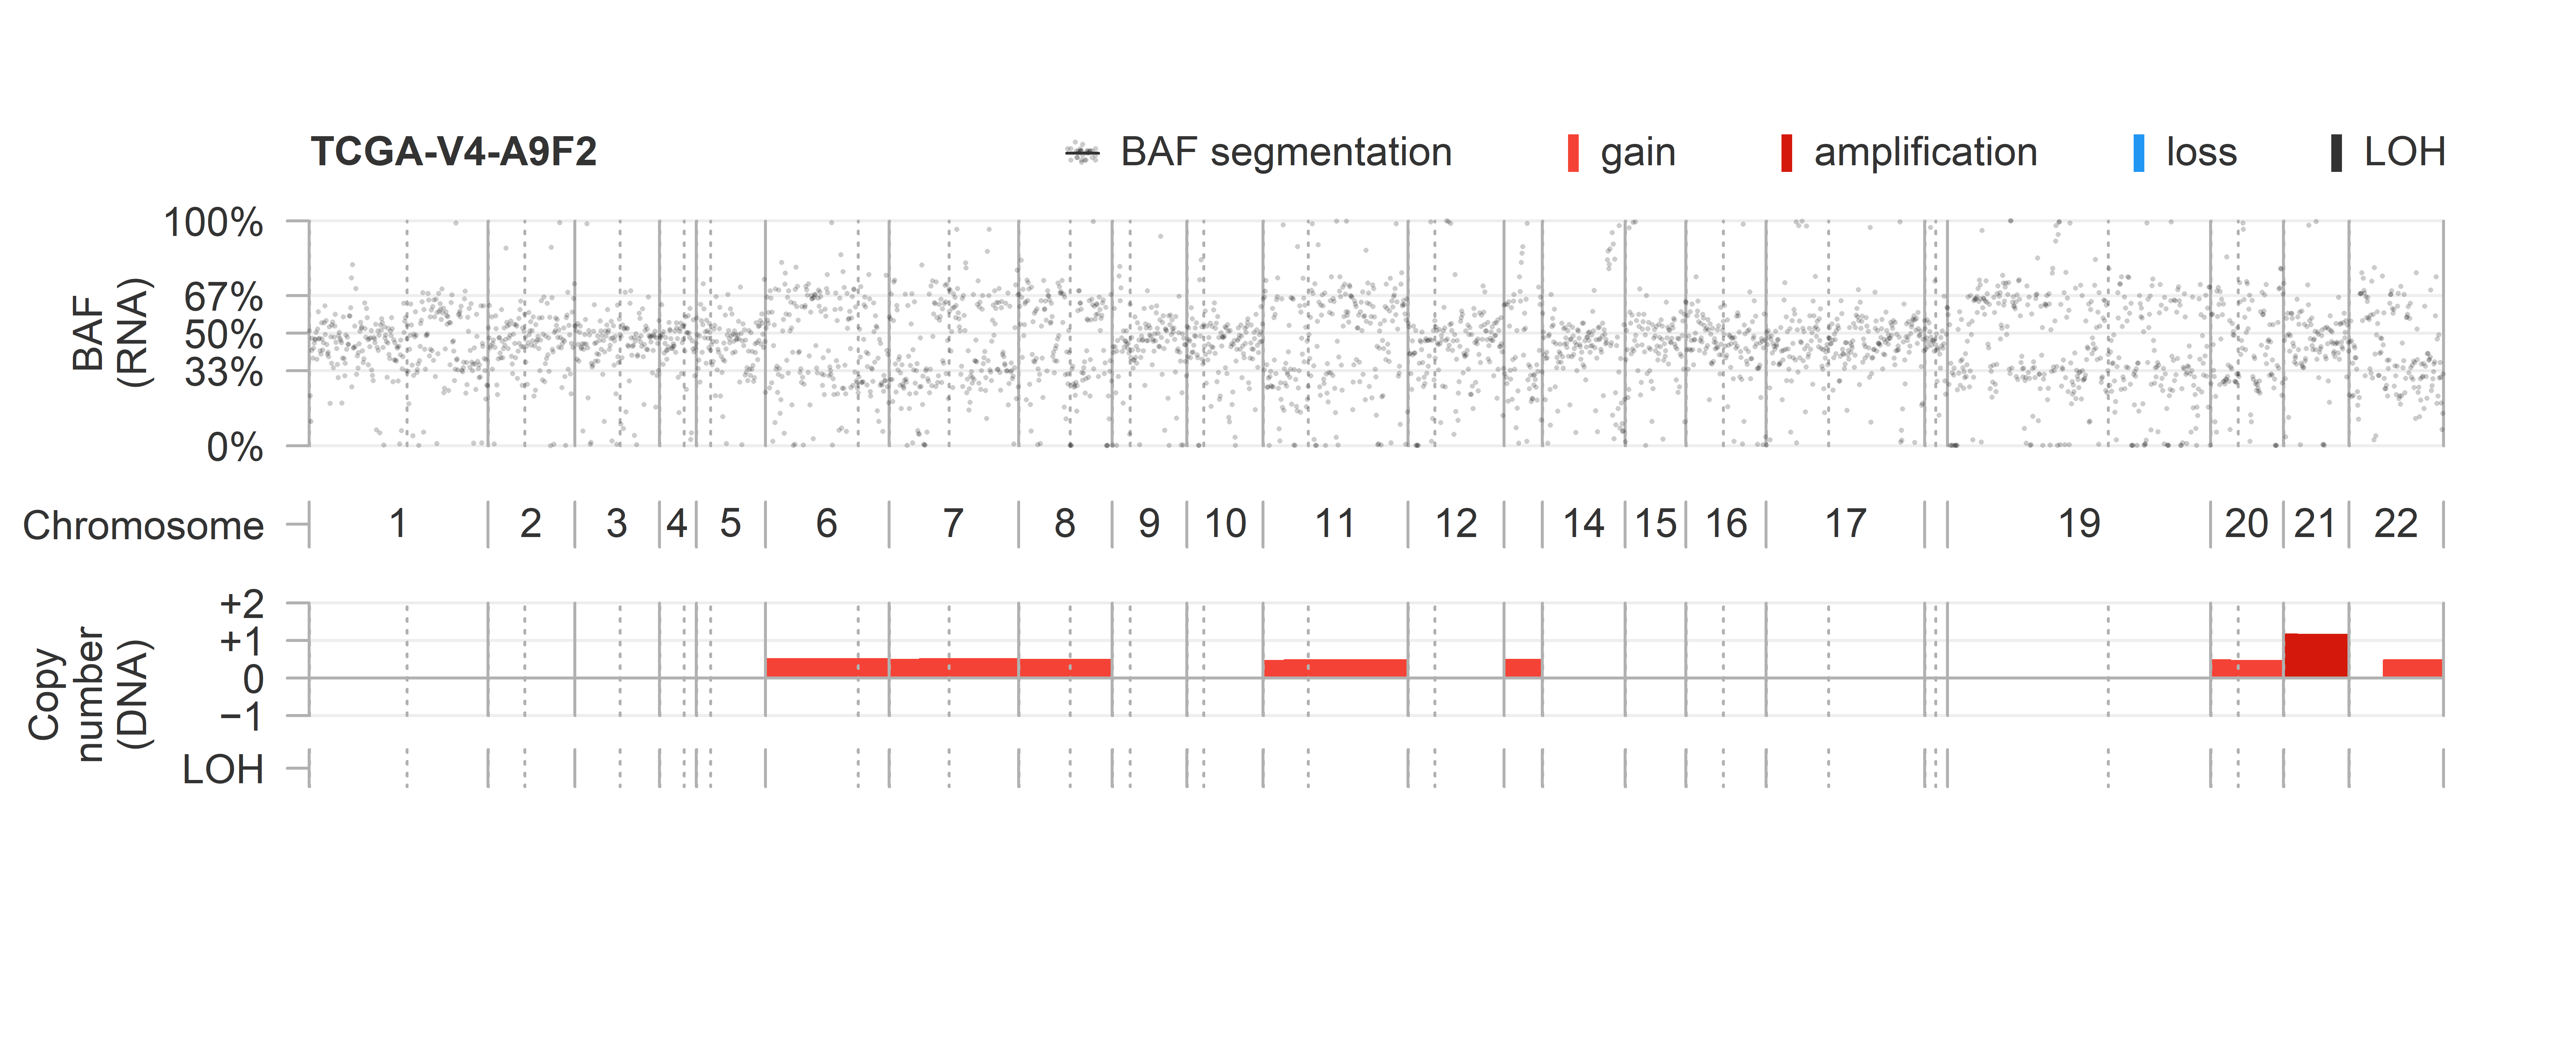 TCGA-V4-A9F2 BAF segmentation gain amplification loss LOH
BAF
(RNA)
100%
67%
50%
33%
0%
Chromosome 1 2 3 4 5 6 7 8 9 10 11 12 14 15 16 17 19 20 21 22
Copy
number
(DNA)
+2
+1
0
−1
LOH